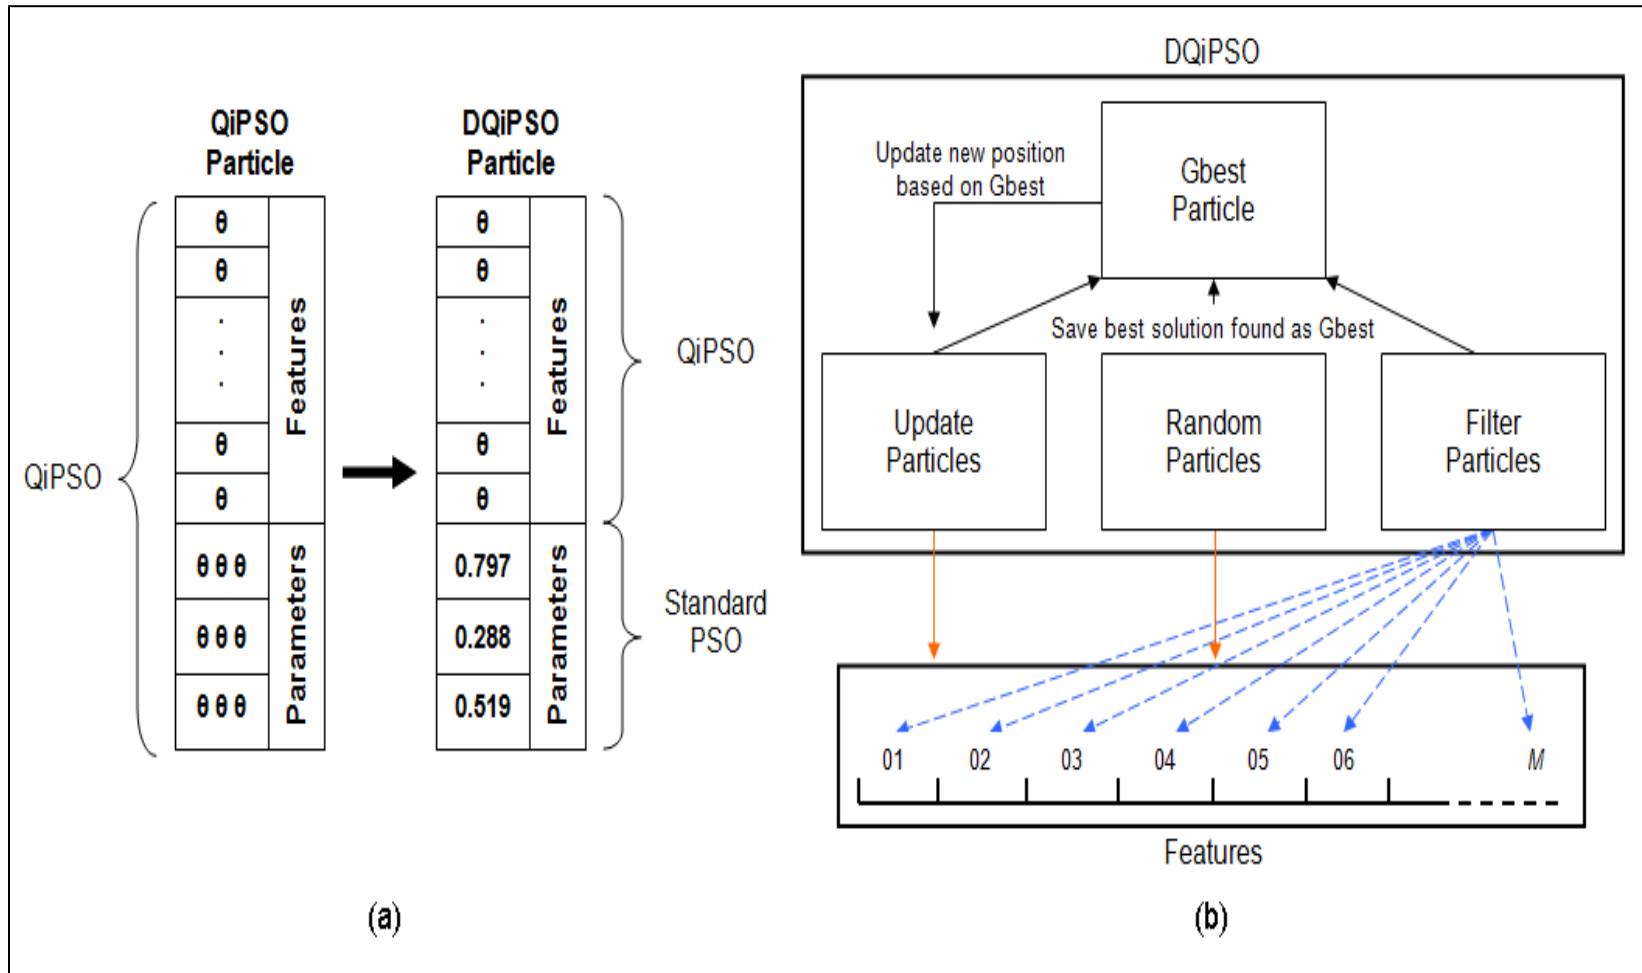 QiPSO
Particle
θ
θ
.
.
.
θ
θ
Features
θ θ θ
θ θ θ
θ θ θ
Parameters
QiPSO
DQiPSO
Particle
θ
θ
.
.
.
θ
θ
Features
0.797
0.288
0.519
Parameters
QiPSO
Standard
PSO
(a)
DQiPSO
Gbest
Particle
Update new position
based on Gbest
Save best solution found as Gbest
Update
Particles
Random
Particles
Filter
Particles
01 02 03 04 05 06 M
Features
(b)